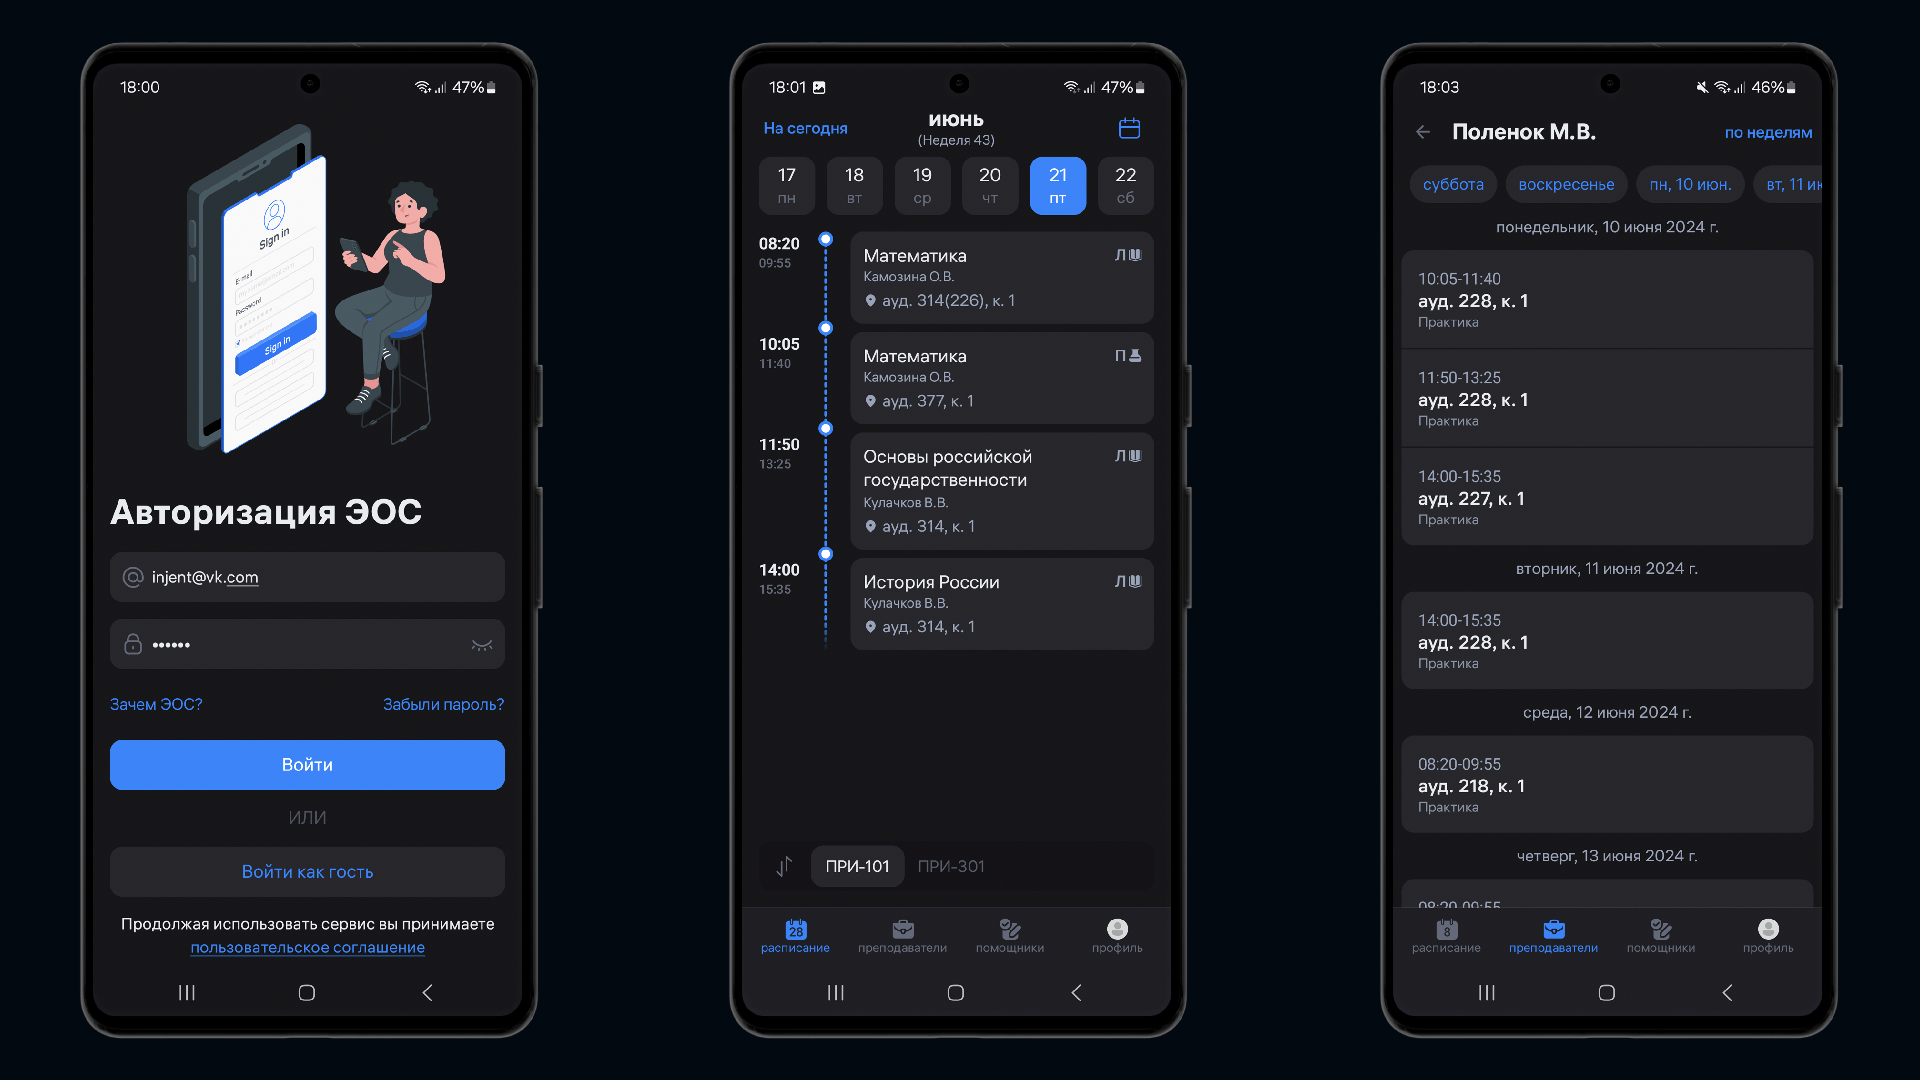 18:00
47%
Sign in
E-mail
Password
Sign in
Авторизация ЭОС
injent@vk.com
••••••
Зачем ЭОС?
Забыли пароль?
Войти
ИЛИ
Войти как гость
Продолжая использовать сервис вы принимаете
пользовательское соглашение
18:01
47%
На сегодня
июнь
(Неделя 43)
17
пн
18
вт
19
ср
20
чт
21
пт
22
сб
08:20
09:55
Математика
Л
Камозина О.В.
ауд. 314(226), к. 1
10:05
11:40
Математика
П
Камозина О.В.
ауд. 377, к. 1
11:50
13:25
Основы российской
государственности
Л
Кулачков В.В.
ауд. 314, к. 1
14:00
15:35
История России
Л
Кулачков В.В.
ауд. 314, к. 1
ПРИ-101
ПРИ-301
28
расписание
преподаватели
помощники
профиль
18:03
46%
Поленок М.В.
по неделям
суббота
воскресенье
пн, 10 июн.
вт, 11 ию
понедельник, 10 июня 2024 г.
10:05-11:40
ауд. 228, к. 1
Практика
11:50-13:25
ауд. 228, к. 1
Практика
14:00-15:35
ауд. 227, к. 1
Практика
вторник, 11 июня 2024 г.
14:00-15:35
ауд. 228, к. 1
Практика
среда, 12 июня 2024 г.
08:20-09:55
ауд. 218, к. 1
Практика
четверг, 13 июня 2024 г.
08:20-09:55
8
расписание
преподаватели
помощники
профиль